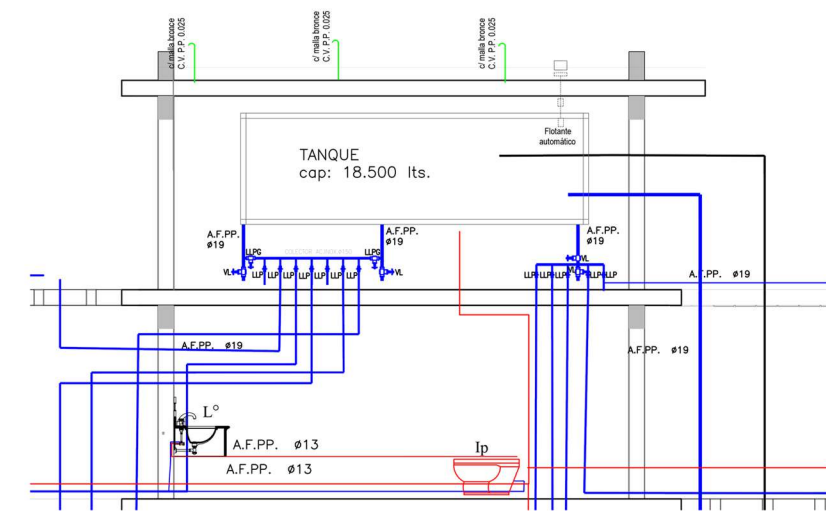 c/ malla bronce
C.V. P.P. 0.025
c/ malla bronce
C.V. P.P. 0.025
c/ malla bronce
C.V. P.P. 0.025
Flotante
automático
TANQUE
cap: 18.500 lts.
A.F.PP.
ø19
A.F.PP.
ø19
A.F.PP.
ø19
LLPG
LLPG
VL
LLP
LLP
LLP
LLP
LLP
LLP
VL
VL
VL
LLP
LLP
LLP
LLP
LLP
A.F.PP. ø19
A.F.PP. ø19
A.F.PP. ø19
L°
A.F.PP. ø13
A.F.PP. ø13
Ip